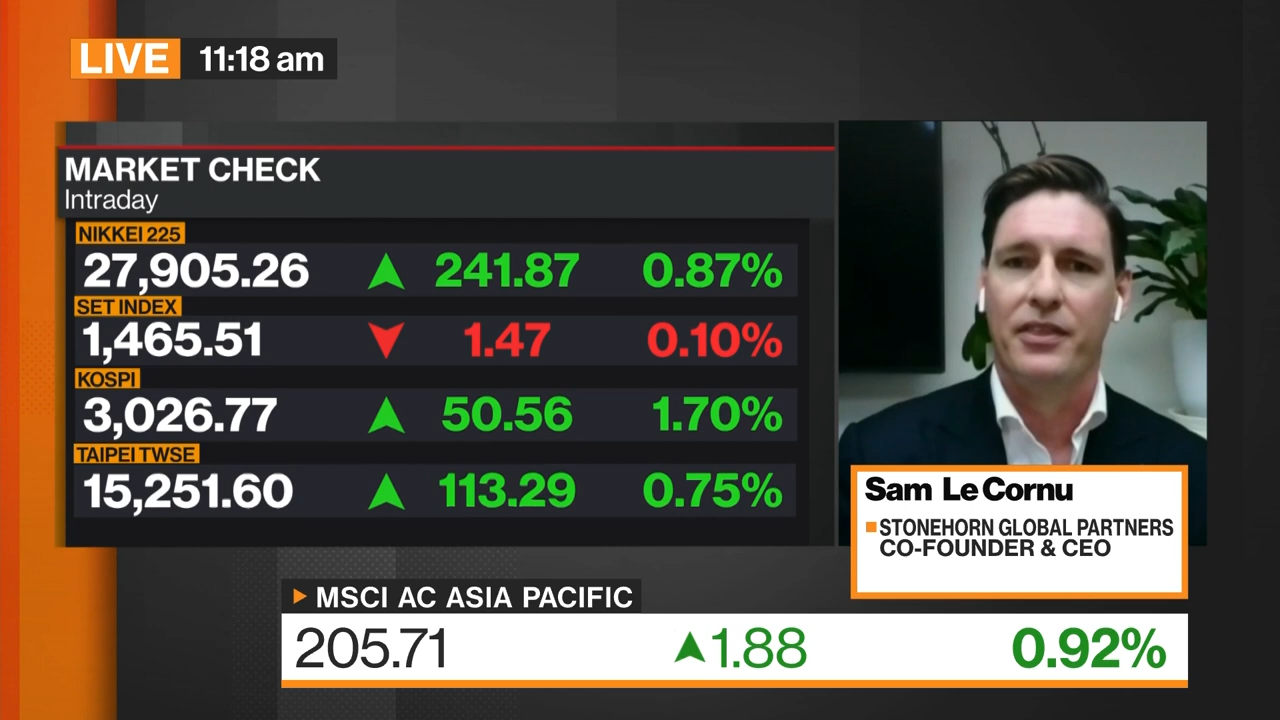 LIVE 11:18 am
MARKET CHECK
Intraday
NIKKEI 225
27,905.26 ▲ 241.87 0.87%
SET INDEX
1,465.51 ▼ 1.47 0.10%
KOSPI
3,026.77 ▲ 50.56 1.70%
TAIPEI TWSE
15,251.60 ▲ 113.29 0.75%
Sam Le Cornu
STONEHORN GLOBAL PARTNERS
CO-FOUNDER & CEO
MSCI AC ASIA PACIFIC
205.71 ▲1.88 0.92%